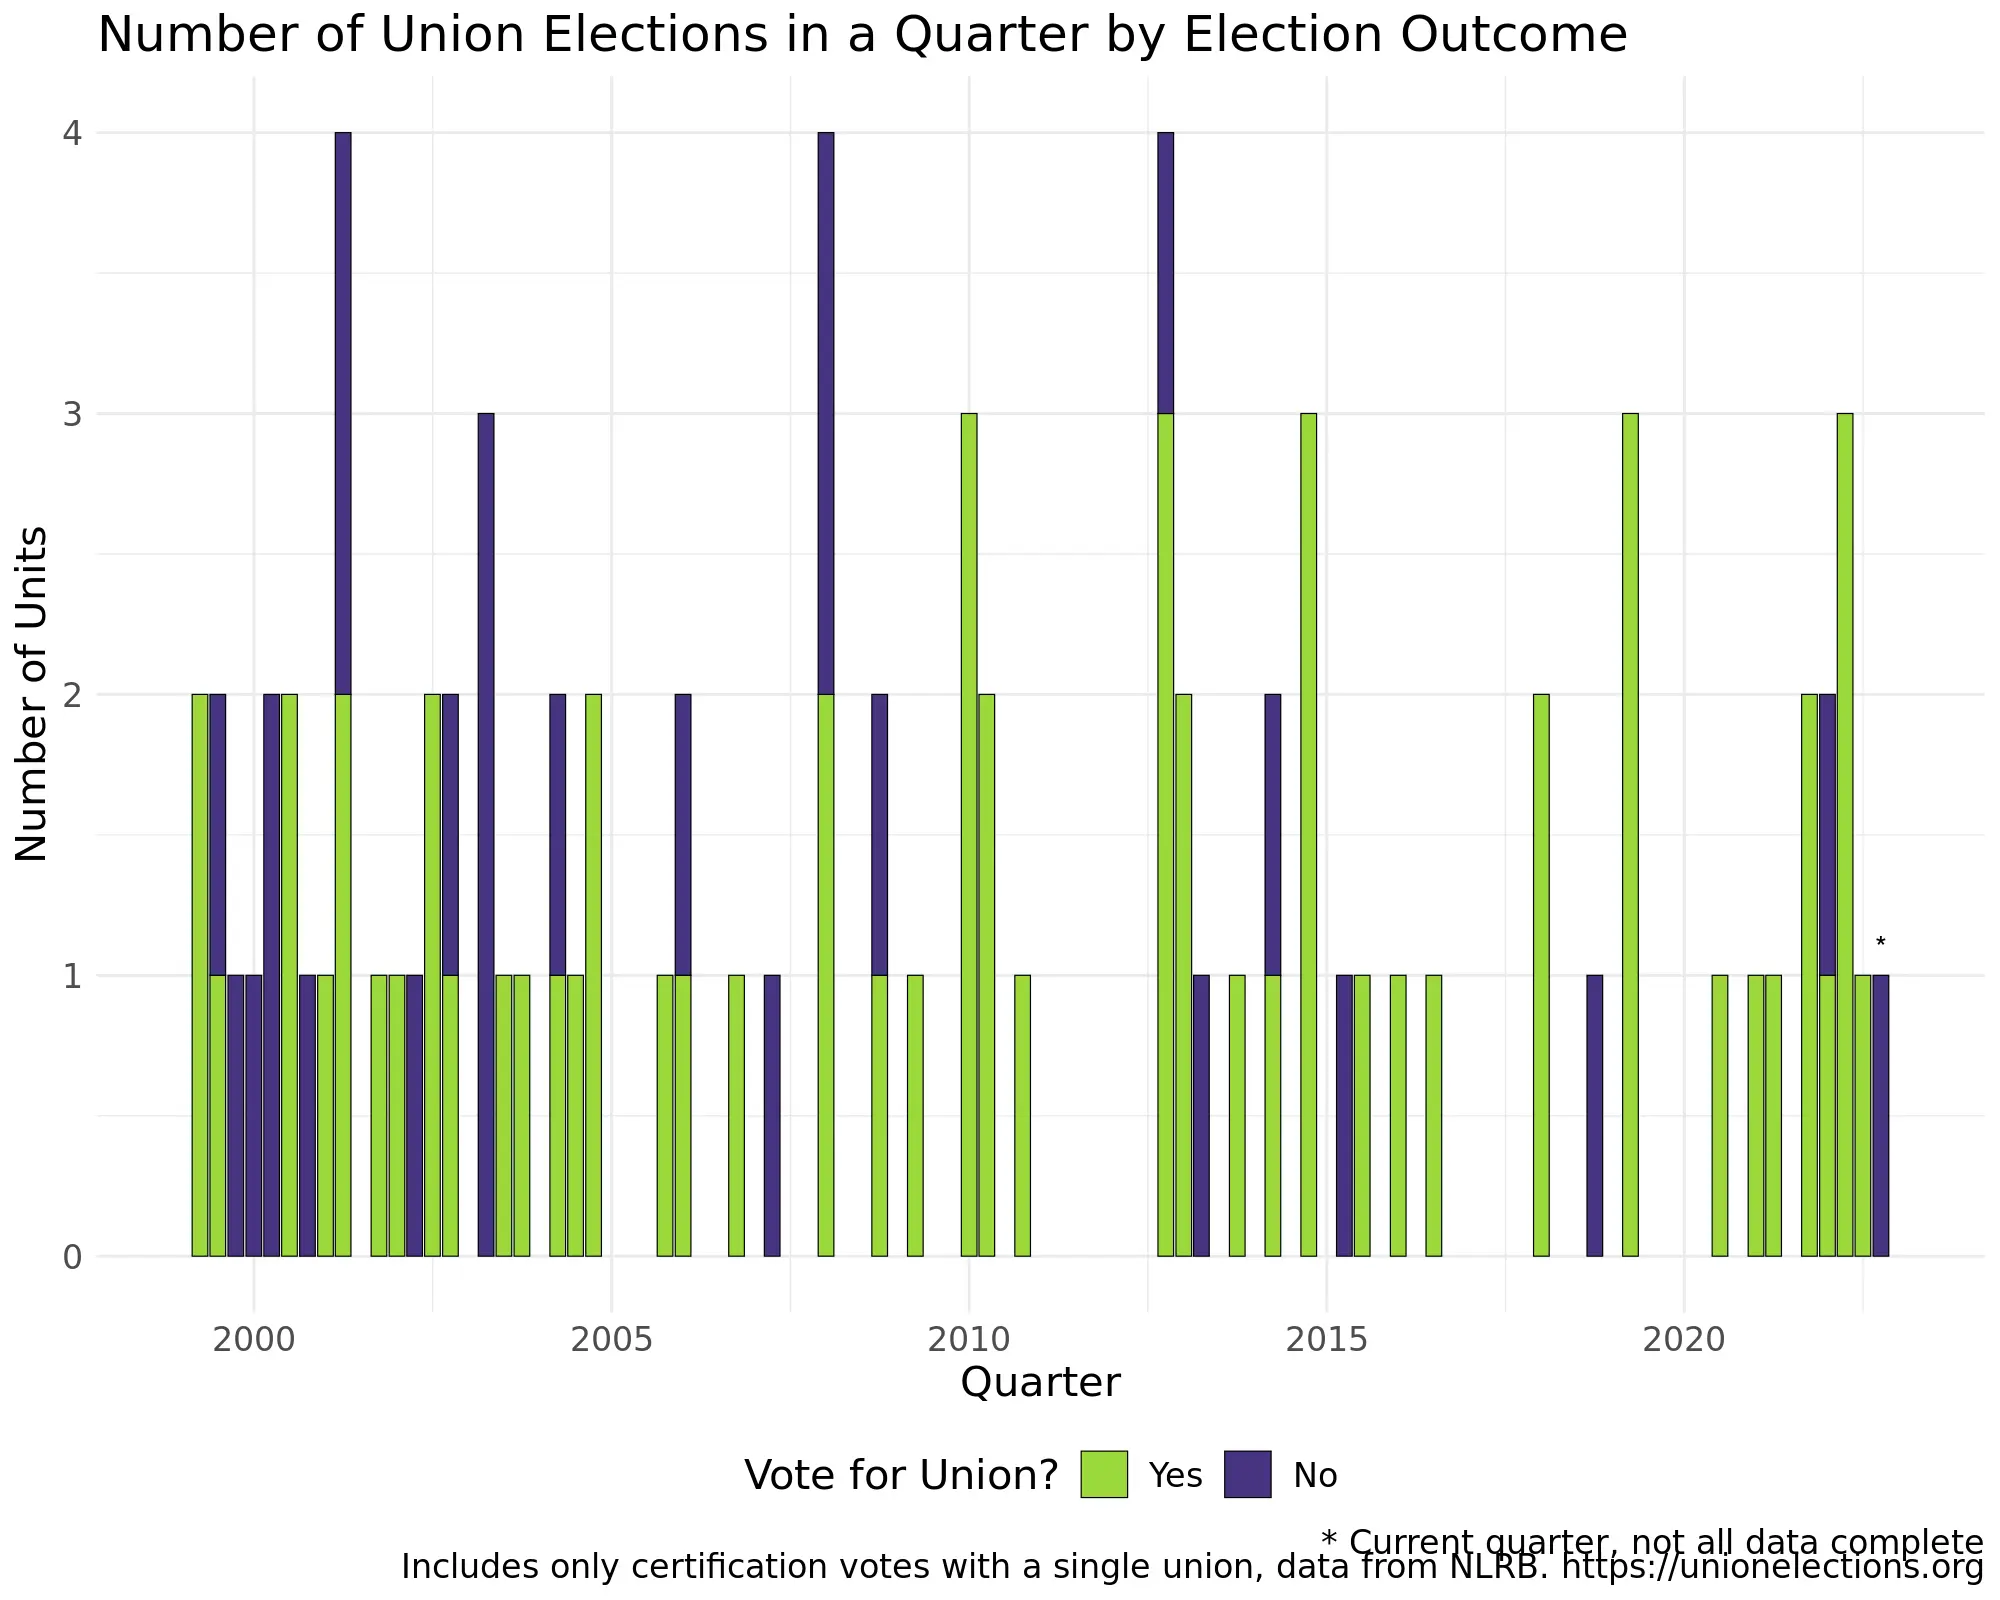 Number of Union Elections in a Quarter by Election Outcome
4
3
2
1
0
*
Number of Units
2000 2005 2010 2015 2020
Quarter
Vote for Union? Yes No
* Current quarter, not all data complete
Includes only certification votes with a single union, data from NLRB. https://unionelections.org